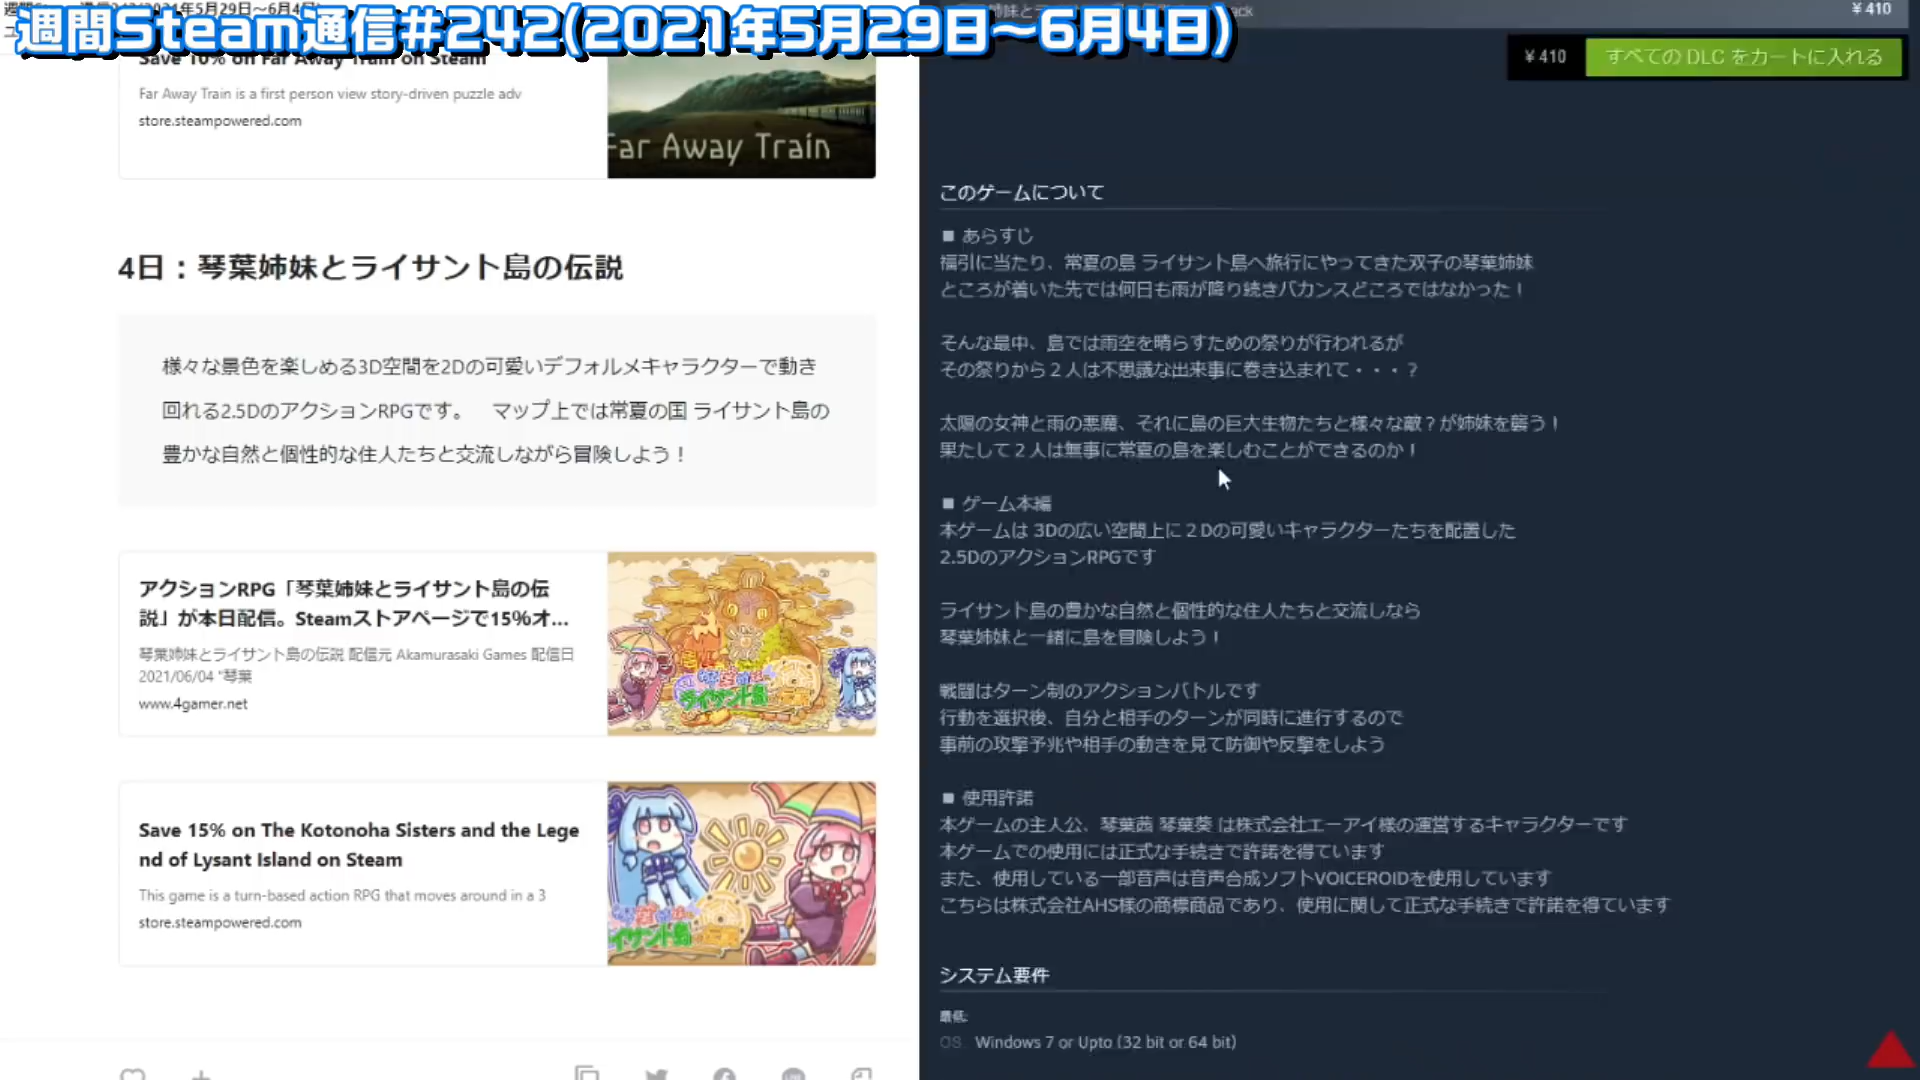 週間Steam通信#242(2021年5月29日～6月4日)
Save 10% on Far Away Train on Steam
Far Away Train is a first person view story-driven puzzle adv
store.steampowered.com
Far Away Train
4日：琴葉姉妹とライサント島の伝説
様々な景色を楽しめる3D空間を2Dの可愛いデフォルメキャラクターで動き
回れる2.5DのアクションRPGです。　マップ上では常夏の国 ライサント島の
豊かな自然と個性的な住人たちと交流しながら冒険しよう！
アクションRPG「琴葉姉妹とライサント島の伝
説」が本日配信。Steamストアページで15%オ...
琴葉姉妹とライサント島の伝説 配信元 Akamurasaki Games 配信日
2021/06/04 "琴葉
www.4gamer.net
ライサント島
Save 15% on The Kotonoha Sisters and the Lege
nd of Lysant Island on Steam
This game is a turn-based action RPG that moves around in a 3
store.steampowered.com
¥ 410
¥ 410
すべての DLC をカートに入れる
このゲームについて
■ あらすじ
福引に当たり、常夏の島 ライサント島へ旅行にやってきた双子の琴葉姉妹
ところが着いた先では何日も雨が降り続きバカンスどころではなかった！
そんな最中、島では雨空を晴らすための祭りが行われるが
その祭りから２人は不思議な出来事に巻き込まれて・・・？
太陽の女神と雨の悪魔、それに島の巨大生物たちと様々な敵？が姉妹を襲う！
果たして２人は無事に常夏の島を楽しむことができるのか！
■ ゲーム本編
本ゲームは 3Dの広い空間上に２Dの可愛いキャラクターたちを配置した
2.5DのアクションRPGです
ライサント島の豊かな自然と個性的な住人たちと交流しなら
琴葉姉妹と一緒に島を冒険しよう！
戦闘はターン制のアクションバトルです
行動を選択後、自分と相手のターンが同時に進行するので
事前の攻撃予兆や相手の動きを見て防御や反撃をしよう
■ 使用許諾
本ゲームの主人公、琴葉茜 琴葉葵 は株式会社エーアイ様の運営するキャラクターです
本ゲームでの使用には正式な手続きで許諾を得ています
また、使用している一部音声は音声合成ソフトVOICEROIDを使用しています
こちらは株式会社AHS様の商標商品であり、使用に関して正式な手続きで許諾を得ています
システム要件
最低:
OS: Windows 7 or Upto (32 bit or 64 bit)